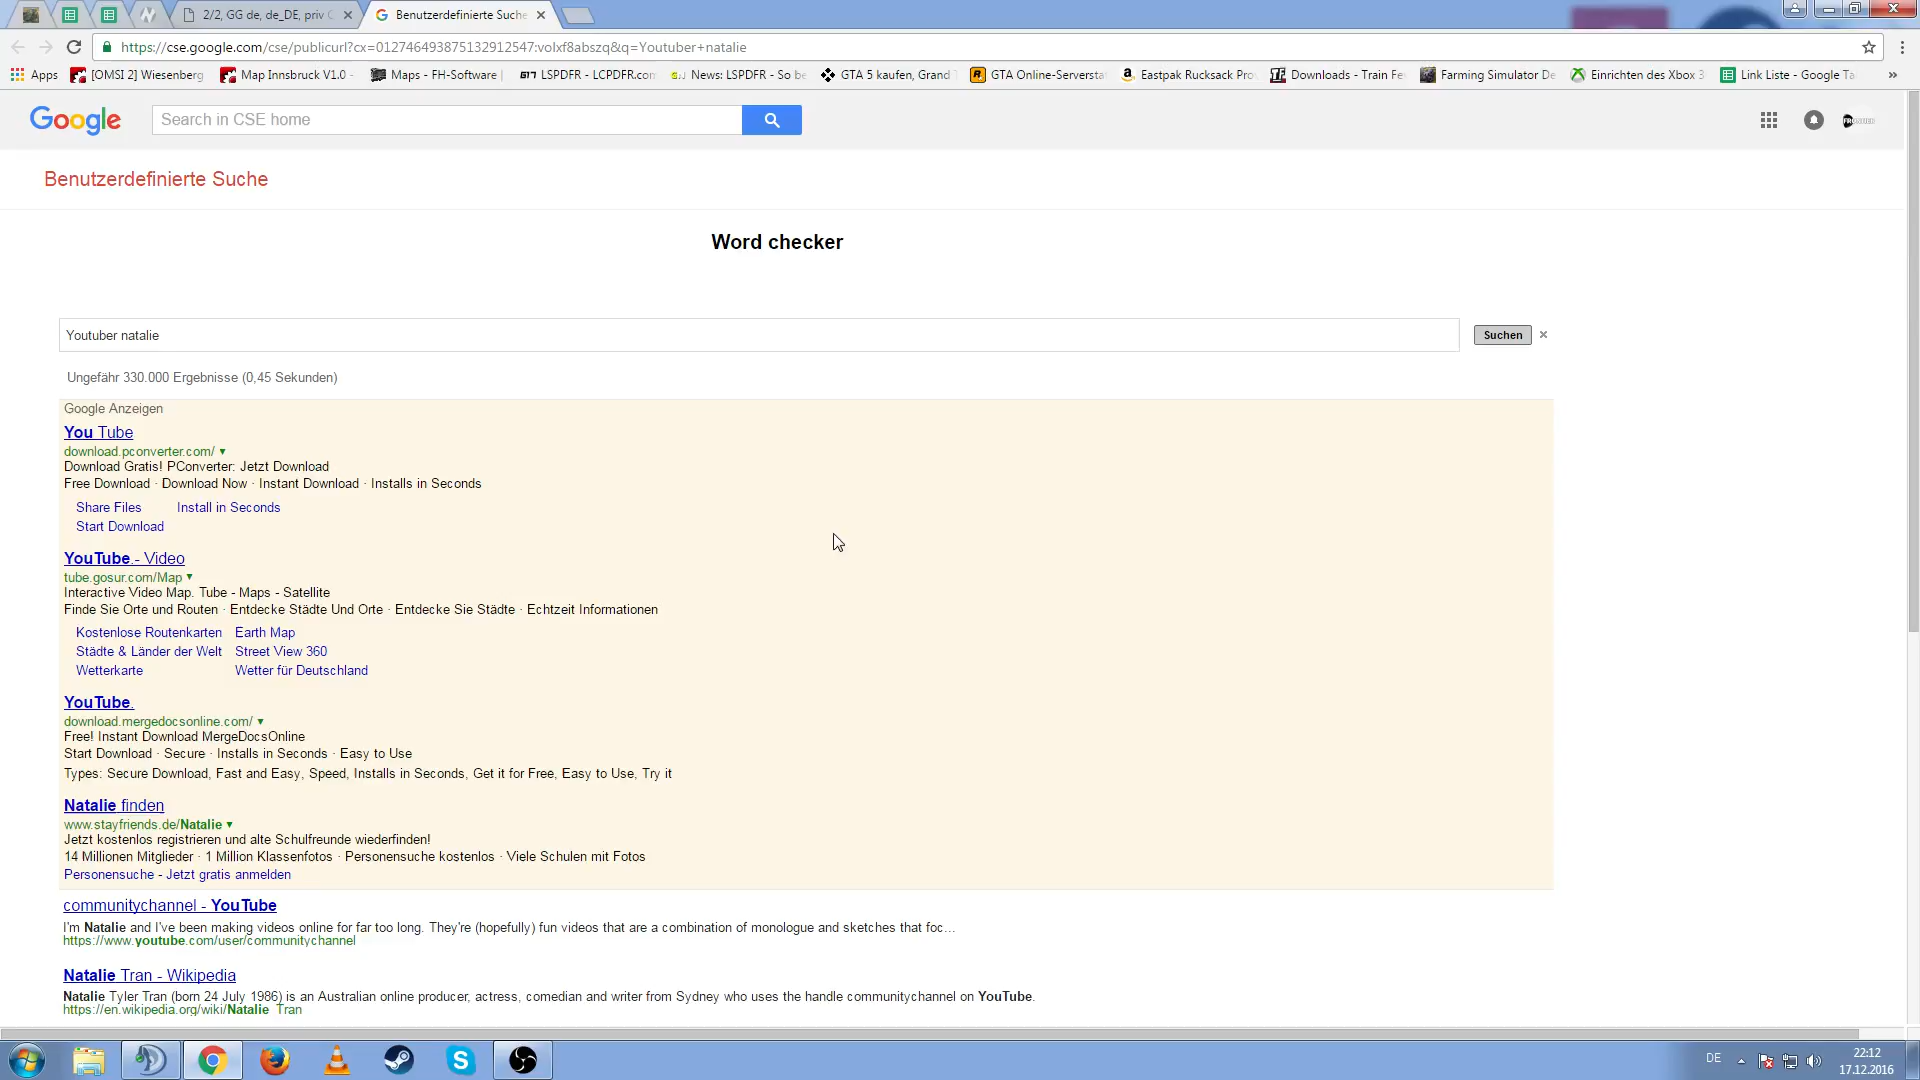 2/2, GG de, de_DE, priv
Benutzerdefinierte Suche
https://cse.google.com/cse/publicurl?cx=012746493875132912547:volxf8abszq&q=Youtuber+natalie
Apps [OMSI 2] Wiesenberg Map Innsbruck V1.0 - Maps - FH-Software LSPDFR - LCPDFR.com News: LSPDFR - So be GTA 5 kaufen, Grand GTA Online-Serversta Eastpak Rucksack Pro Downloads - Train Fe Farming Simulator De Einrichten des Xbox 3 Link Liste - Google Ta »
Google Search in CSE home
Benutzerdefinierte Suche
Word checker
Youtuber natalie Suchen
Ungefähr 330.000 Ergebnisse (0,45 Sekunden)
Google Anzeigen
You Tube
download.pconverter.com/
Download Gratis! PConverter: Jetzt Download
Free Download · Download Now · Instant Download · Installs in Seconds
Share Files Install in Seconds
Start Download
YouTube - Video
tube.gosur.com/Map
Interactive Video Map. Tube - Maps - Satellite
Finde Sie Orte und Routen · Entdecke Städte Und Orte · Entdecke Sie Städte · Echtzeit Informationen
Kostenlose Routenkarten Earth Map
Städte & Länder der Welt Street View 360
Wetterkarte Wetter für Deutschland
YouTube.
download.mergedocsonline.com/
Free! Instant Download MergeDocsOnline
Start Download · Secure · Installs in Seconds · Easy to Use
Types: Secure Download, Fast and Easy, Speed, Installs in Seconds, Get it for Free, Easy to Use, Try it
Natalie finden
www.stayfriends.de/Natalie
Jetzt kostenlos registrieren und alte Schulfreunde wiederfinden!
14 Millionen Mitglieder · 1 Million Klassenfotos · Personensuche kostenlos · Viele Schulen mit Fotos
Personensuche - Jetzt gratis anmelden
communitychannel - YouTube
I'm Natalie and I've been making videos online for far too long. They're (hopefully) fun videos that are a combination of monologue and sketches that foc...
https://www.youtube.com/user/communitychannel
Natalie Tran - Wikipedia
Natalie Tyler Tran (born 24 July 1986) is an Australian online producer, actress, comedian and writer from Sydney who uses the handle communitychannel on YouTube.
https://en.wikipedia.org/wiki/Natalie_Tran
DE 22:12
17.12.2016